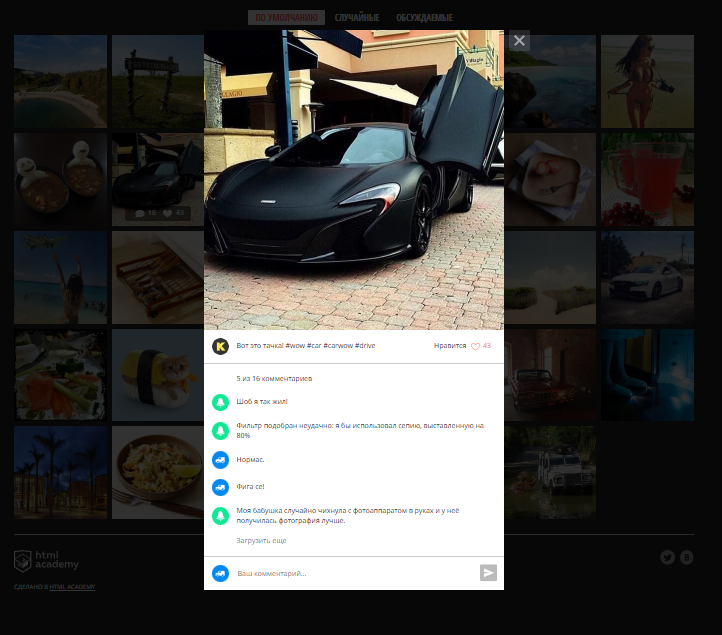 ПО УМОЛЧАНИЮ СЛУЧАЙНЫЕ ОБСУЖДАЕМЫЕ
Villagio
16 43
K Вот это тачка! #wow #car #carwow #drive Нравится 43
5 из 16 комментариев
Шоб я так жил!
Фильтр подобран неудачно: я бы использовал сепию, выставленную на
80%
Нормас.
Фига се!
Моя бабушка случайно чихнула с фотоаппаратом в руках и у неё
получилась фотография лучше.
Загрузить еще
Ваш комментарий...
html
academy
СДЕЛАНО В HTML ACADEMY